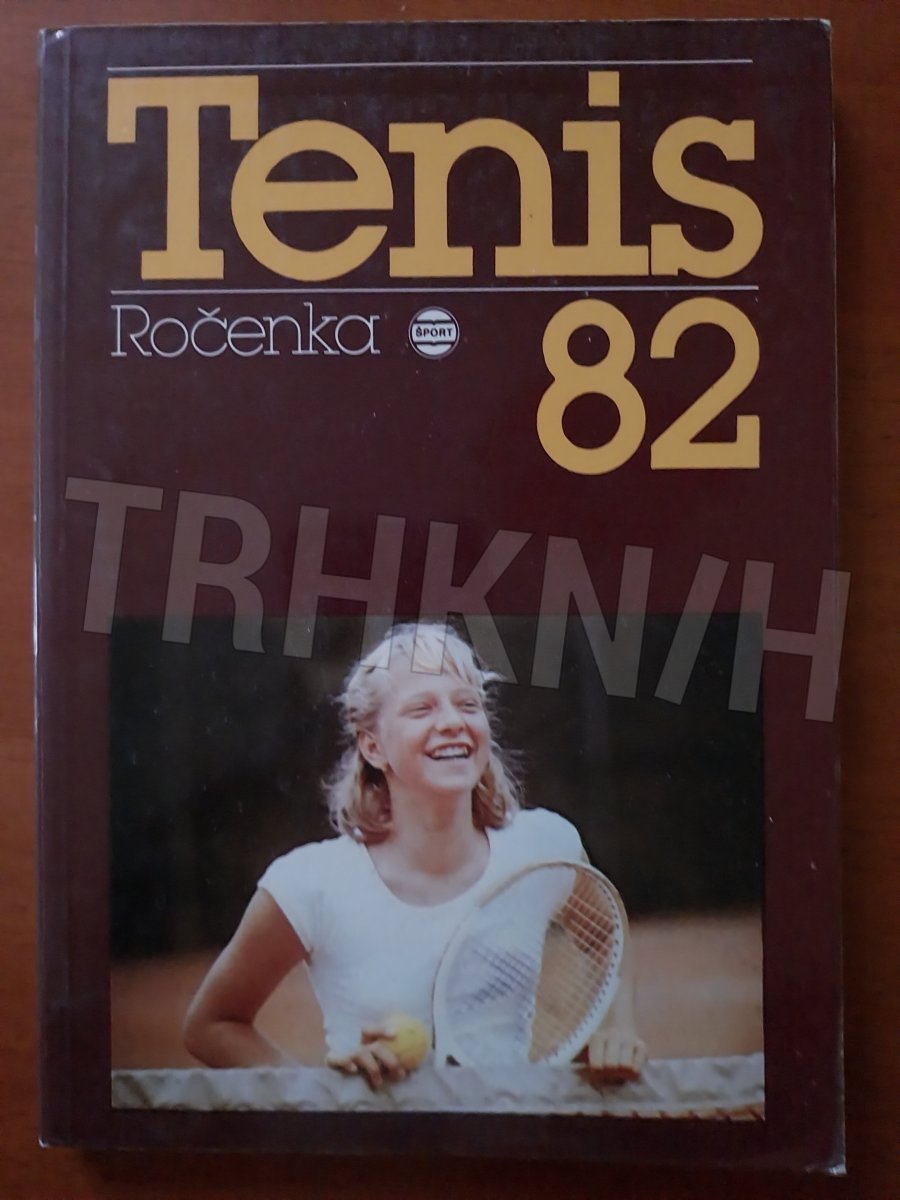 Tenis
Ročenka ŠPORT 82
TRHKNIH